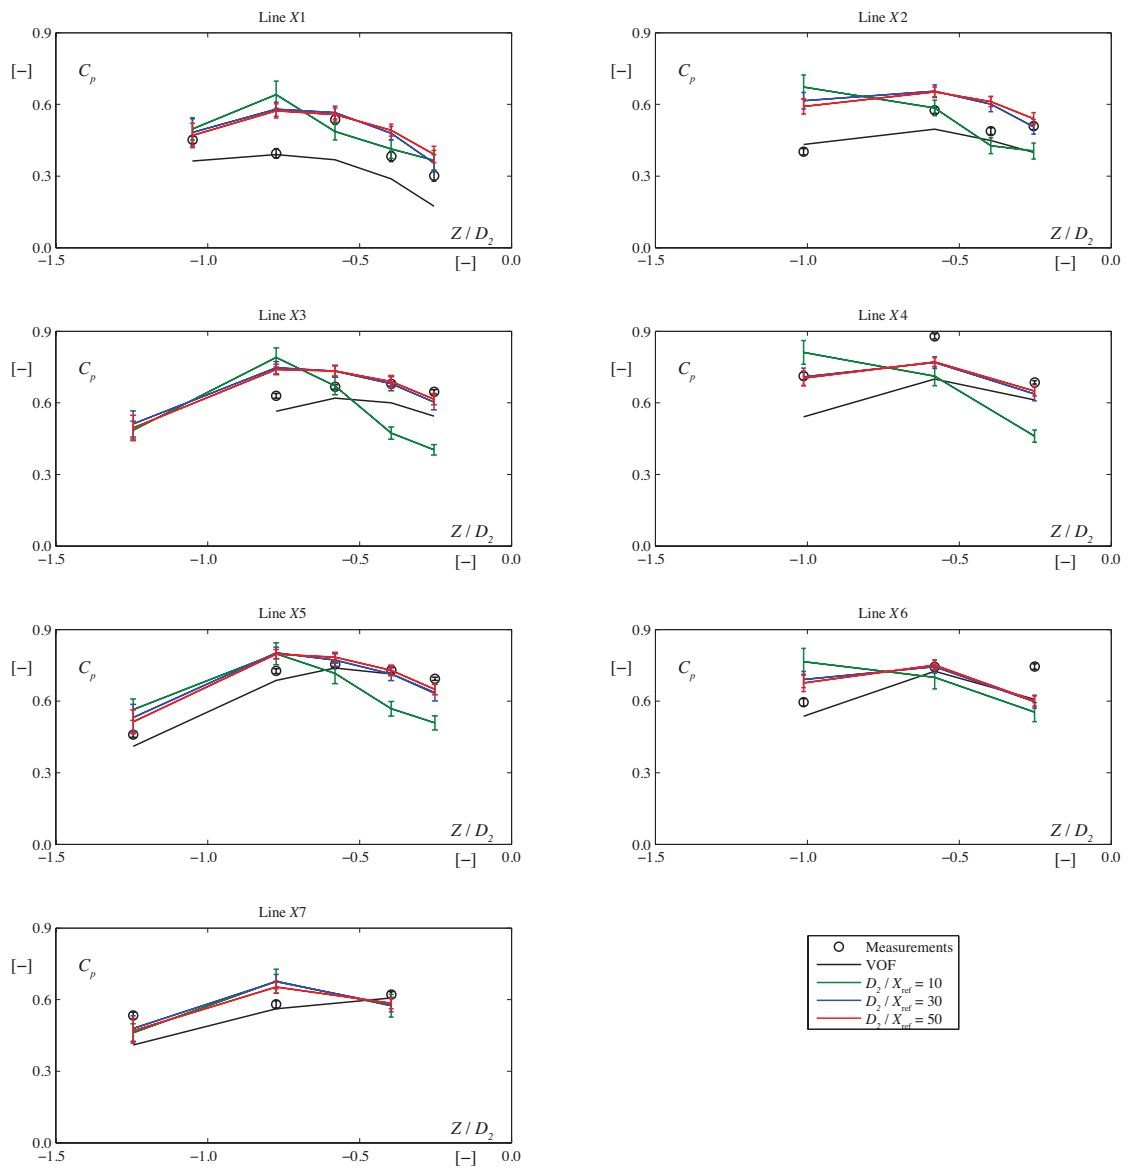 Line X1
0.9
[−]
C_p
0.6
0.3
Z / D_2
0.0
−1.5
−1.0
−0.5
[−]
0.0
Line X2
0.9
[−]
C_p
0.6
0.3
Z / D_2
0.0
−1.5
−1.0
−0.5
[−]
0.0
Line X3
0.9
[−]
C_p
0.6
0.3
Z / D_2
0.0
−1.5
−1.0
−0.5
[−]
0.0
Line X4
0.9
[−]
C_p
0.6
0.3
Z / D_2
0.0
−1.5
−1.0
−0.5
[−]
0.0
Line X5
0.9
[−]
C_p
0.6
0.3
Z / D_2
0.0
−1.5
−1.0
−0.5
[−]
0.0
Line X6
0.9
[−]
C_p
0.6
0.3
Z / D_2
0.0
−1.5
−1.0
−0.5
[−]
0.0
Line X7
0.9
[−]
C_p
0.6
0.3
Z / D_2
0.0
−1.5
−1.0
−0.5
[−]
0.0
Measurements
VOF
D_2 / X_ref = 10
D_2 / X_ref = 30
D_2 / X_ref = 50